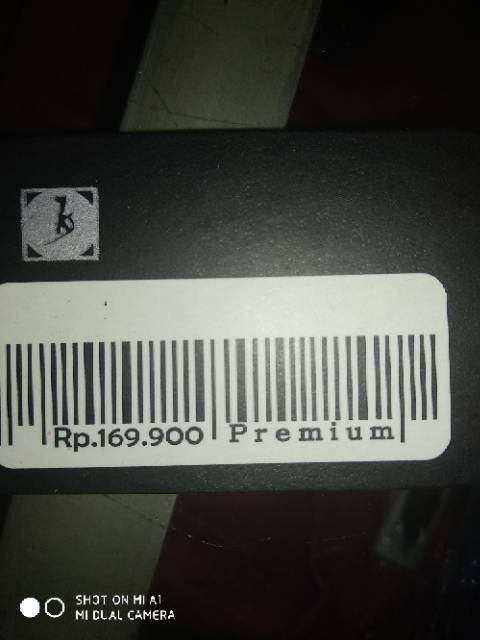 Rp.169.900 Premium
SHOT ON MI A1
MI DUAL CAMERA